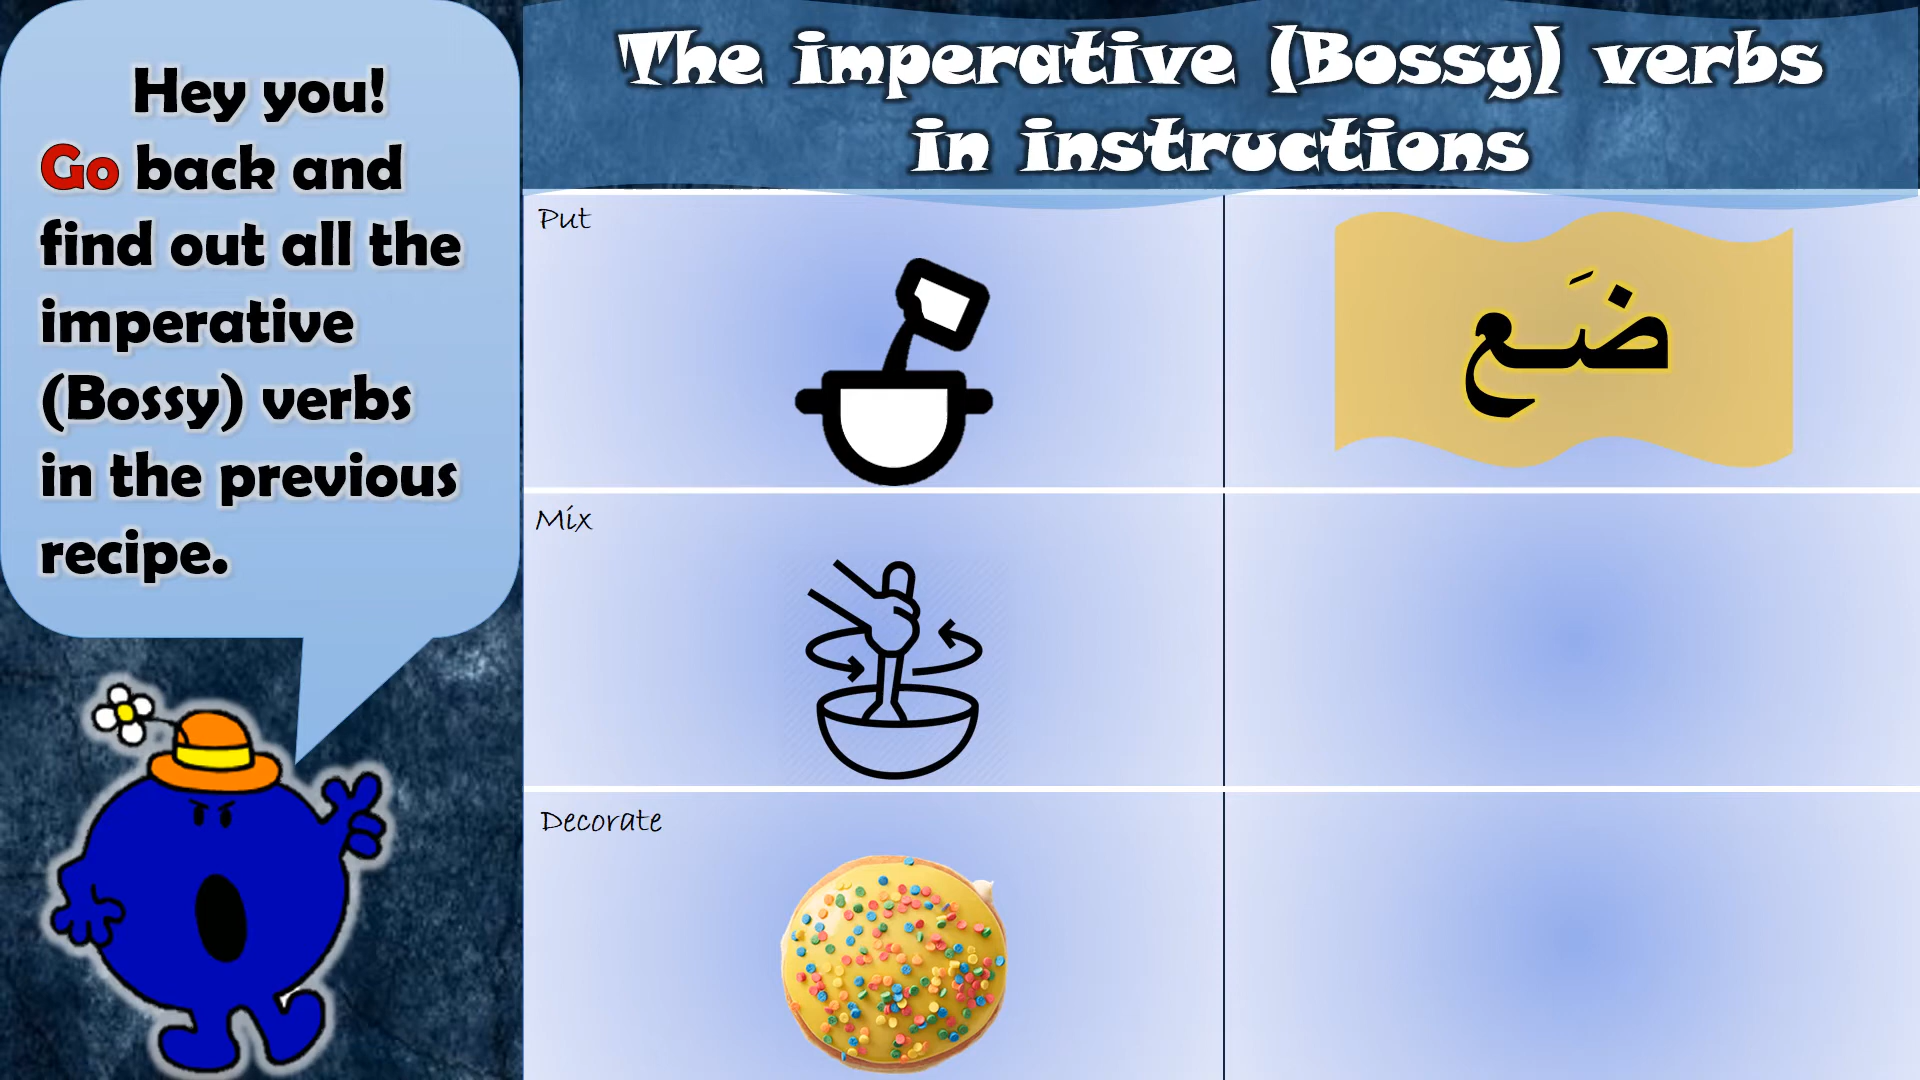 Hey you!
Go back and
find out all the
imperative
(Bossy) verbs
in the previous
recipe.
The imperative (Bossy) verbs
in instructions
Put
ضَـع
Mix
Decorate